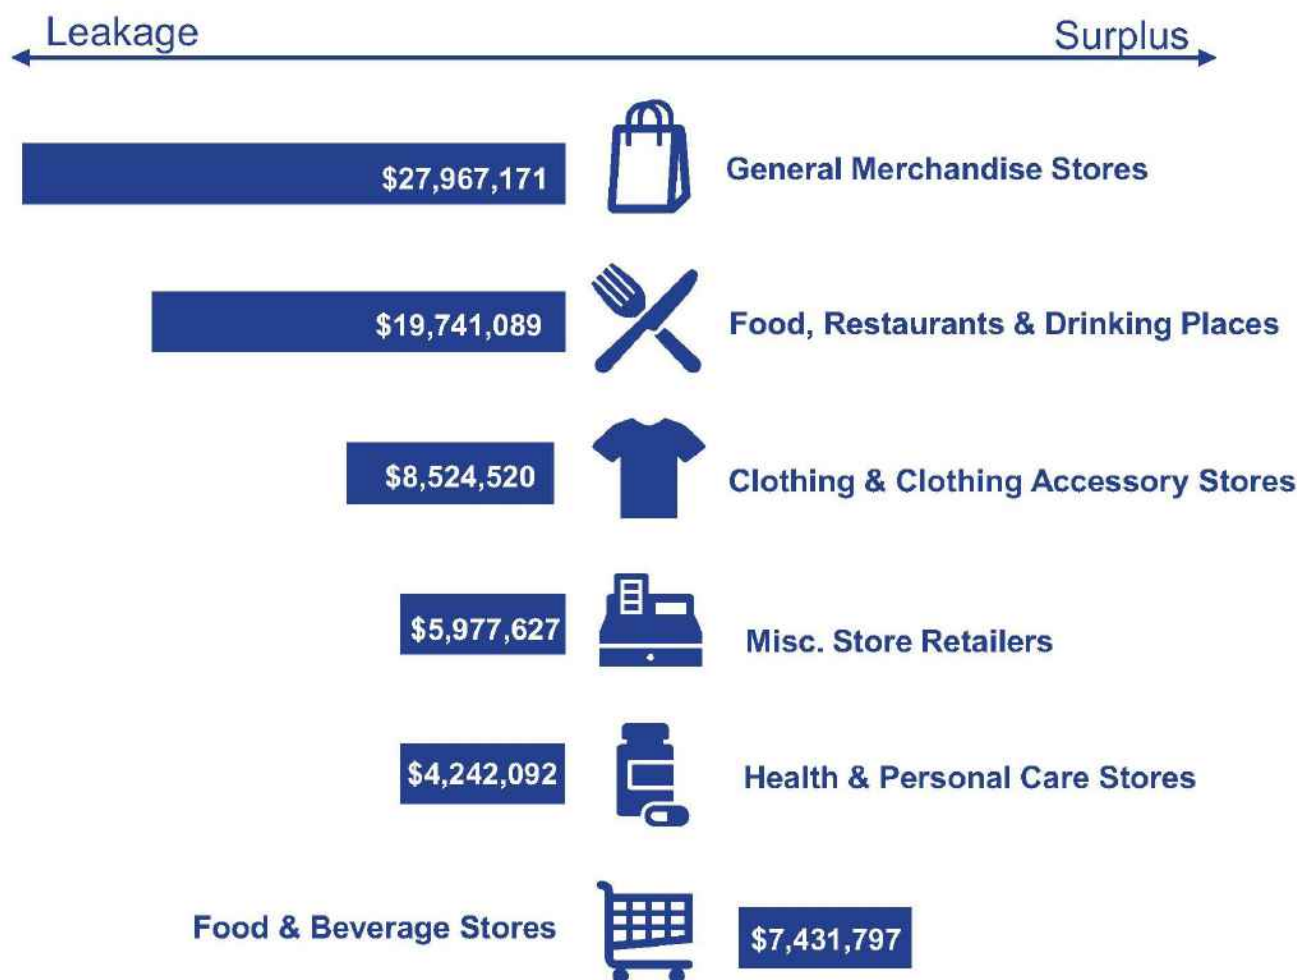 Leakage
Surplus
$27,967,171
General Merchandise Stores
$19,741,089
Food, Restaurants & Drinking Places
$8,524,520
Clothing & Clothing Accessory Stores
$5,977,627
Misc. Store Retailers
$4,242,092
Health & Personal Care Stores
Food & Beverage Stores
$7,431,797